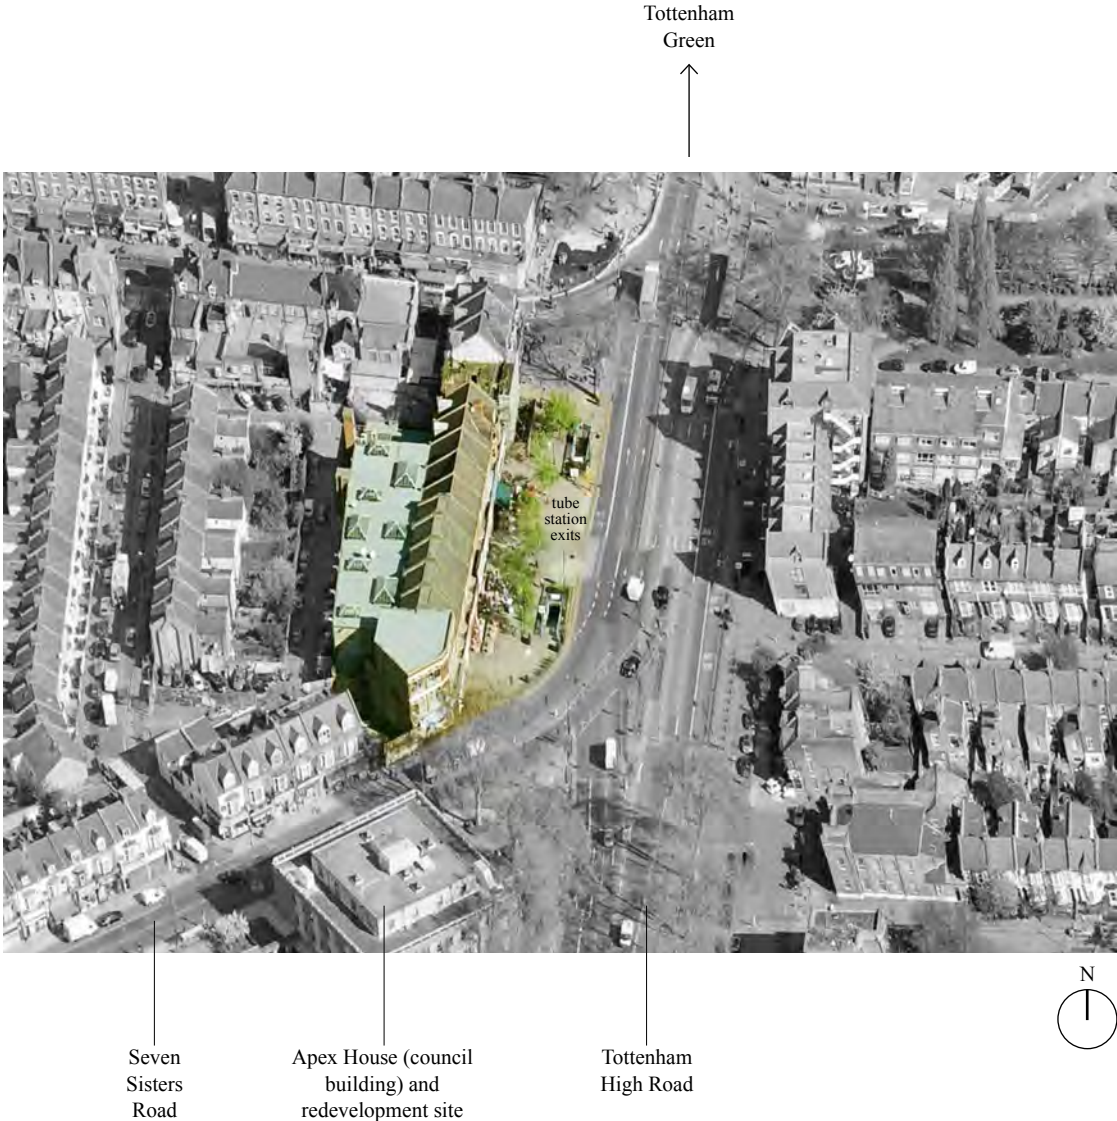 Tottenham
Green
tube
station
exits
N
Seven
Sisters
Road
Apex House (council
building) and
redevelopment site
Tottenham
High Road